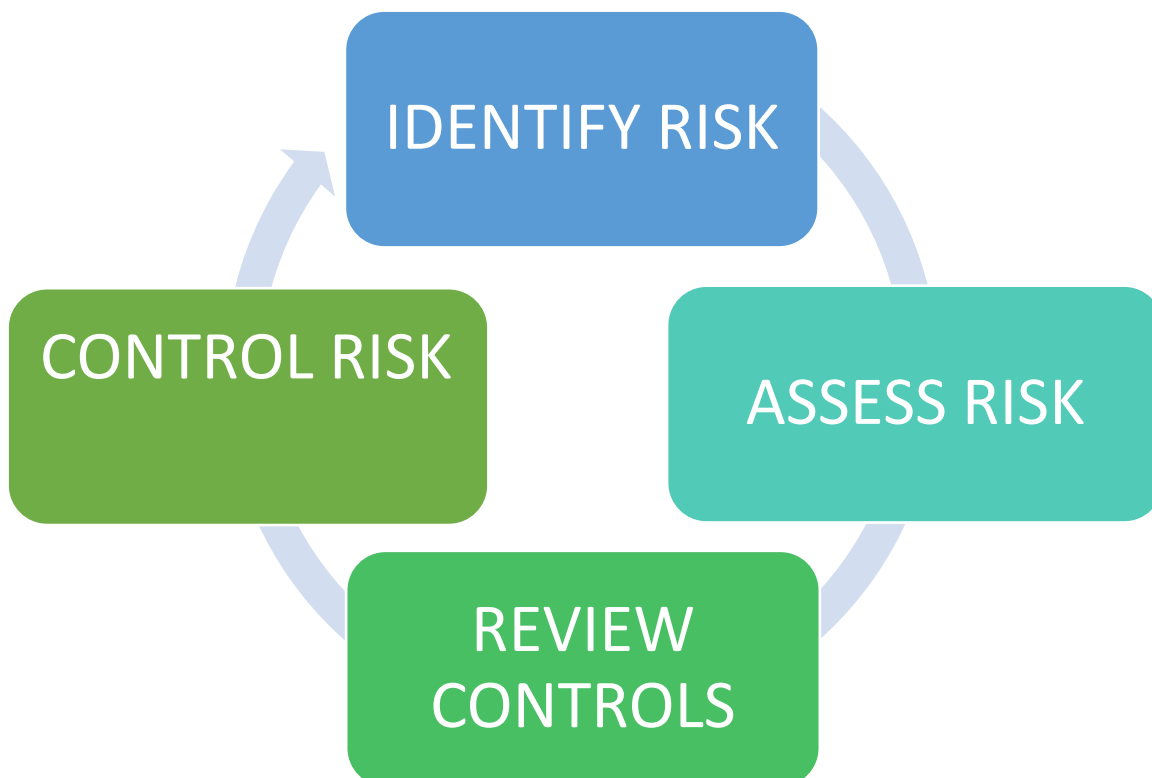 IDENTIFY RISK
ASSESS RISK
REVIEW
CONTROLS
CONTROL RISK